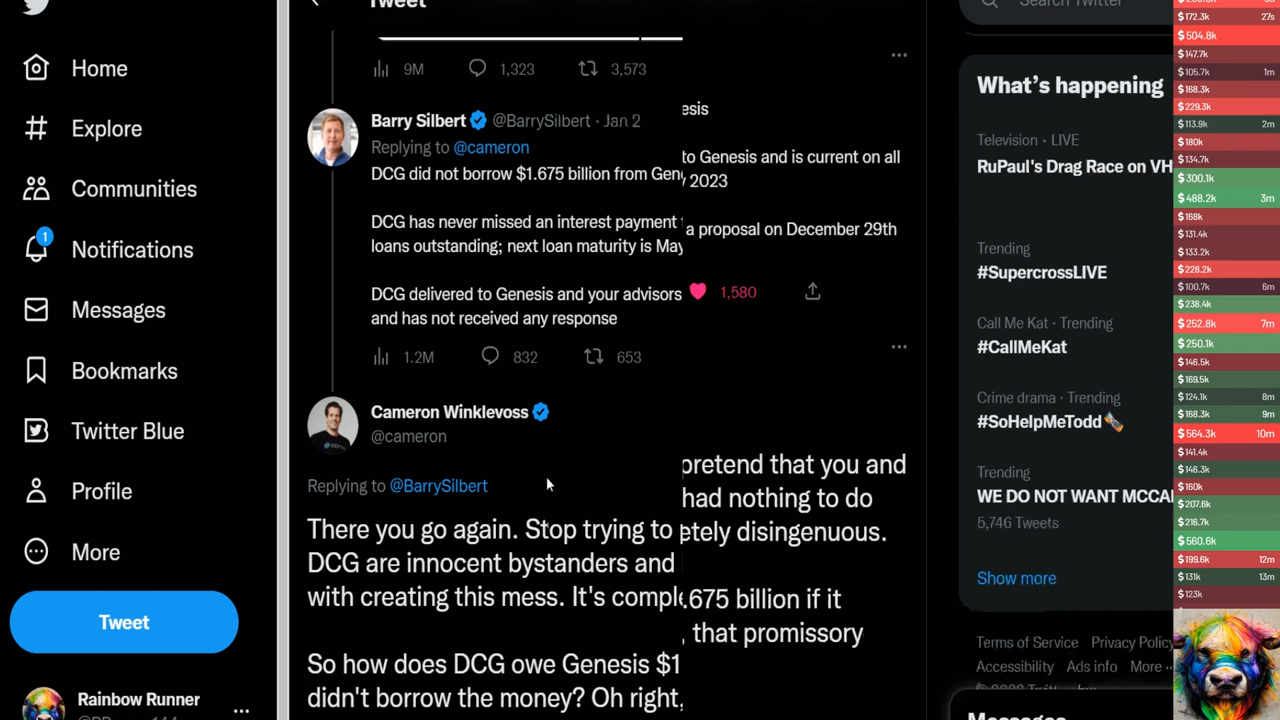 Tweet
Search Twitter
Home
Explore
Communities
1
Notifications
Messages
Bookmarks
Twitter Blue
Profile
More
Tweet
Rainbow Runner
9M 1,323 3,573
Barry Silbert @BarrySilbert · Jan 2
Replying to @cameron
DCG did not borrow $1.675 billion from Gen
esis
DCG has never missed an interest payment
to Genesis and is current on all
loans outstanding; next loan maturity is May
2023
DCG delivered to Genesis and your advisors
a proposal on December 29th
and has not received any response
1,580
1.2M 832 653
Cameron Winklevoss
@cameron
Replying to @BarrySilbert
There you go again. Stop trying to
pretend that you and
DCG are innocent bystanders and
had nothing to do
with creating this mess. It's comple
etely disingenuous.
So how does DCG owe Genesis $1
.675 billion if it
didn't borrow the money? Oh right,
, that promissory
What's happening
Television · LIVE
RuPaul's Drag Race on VH
Trending
#SupercrossLIVE
Call Me Kat · Trending
#CallMeKat
Crime drama · Trending
#SoHelpMeTodd
Trending
WE DO NOT WANT MCCA
5,746 Tweets
Show more
Terms of Service Privacy Policy
Accessibility Ads info More ...
Messages
$172.3k 27s
$504.8k
$147.7k
$105.7k 1m
$168.3k
$229.3k
$113.9k 2m
$180k
$134.7k
$300.1k
$488.2k 3m
$168k
$131.4k
$133.2k
$228.2k
$100.7k 6m
$238.4k
$252.8k 7m
$250.1k
$146.5k
$169.5k
$124.1k 8m
$168.3k 9m
$564.3k 10m
$141.4k
$146.3k
$160k
$207.6k
$216.7k
$560.6k
$199.6k 12m
$131k 13m
$123k